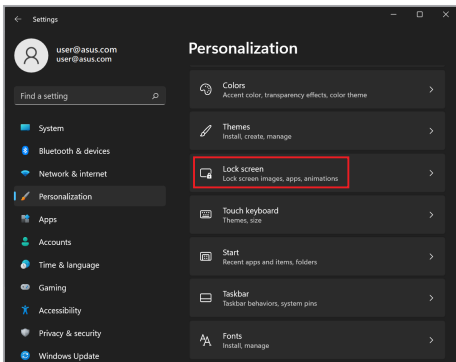 Settings
user@asus.com
user@asus.com
Find a setting
System
Bluetooth & devices
Network & internet
Personalization
Apps
Accounts
Time & language
Gaming
Accessibility
Privacy & security
Windows Update
Personalization
Colors
Accent color, transparency effects, color theme
Themes
Install, create, manage
Lock screen
Lock screen images, apps, animations
Touch keyboard
Themes, size
Start
Recent apps and items, folders
Taskbar
Taskbar behaviors, system pins
Fonts
Install, manage